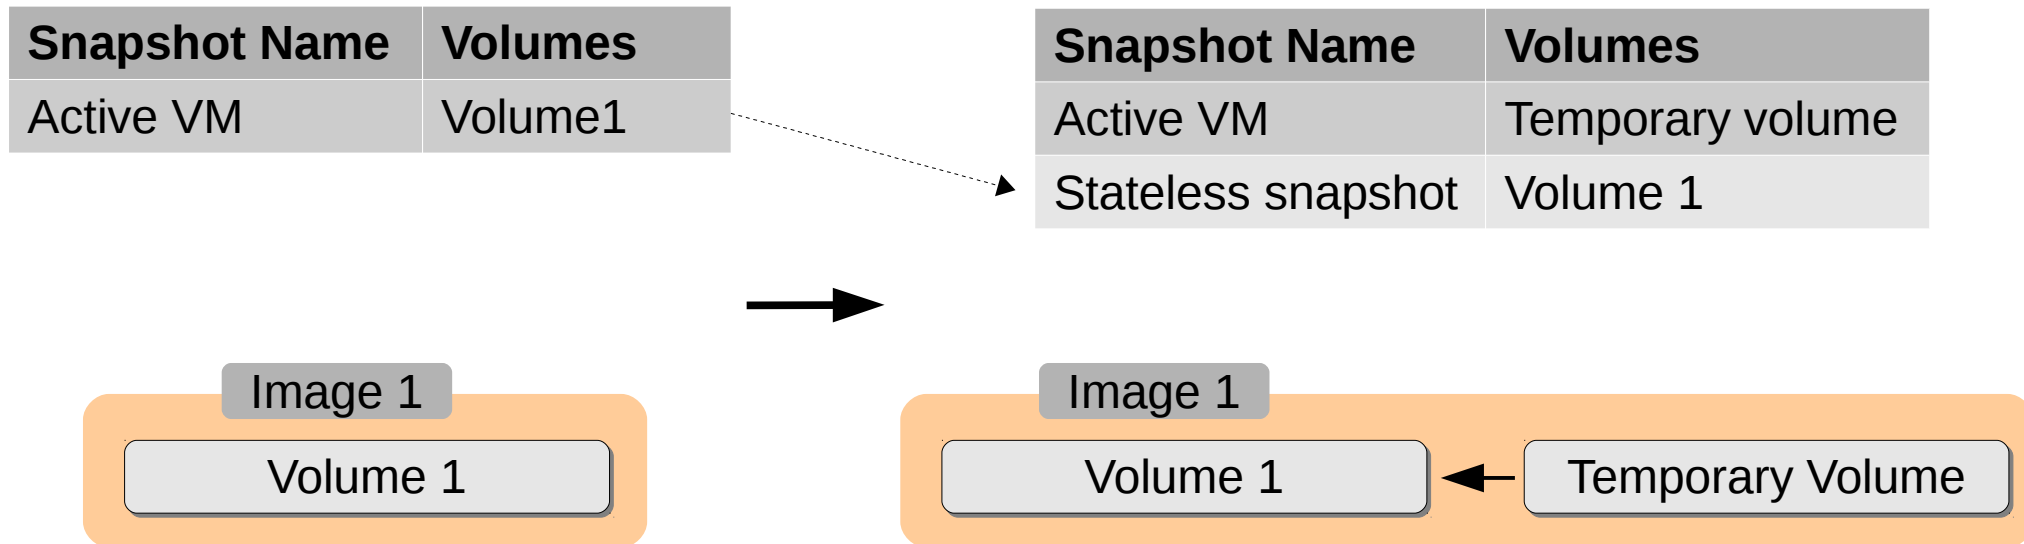 Snapshot Name Volumes
Active VM Volume1
Snapshot Name Volumes
Active VM Temporary volume
Stateless snapshot Volume 1
Image 1
Volume 1
Image 1
Volume 1 Temporary Volume